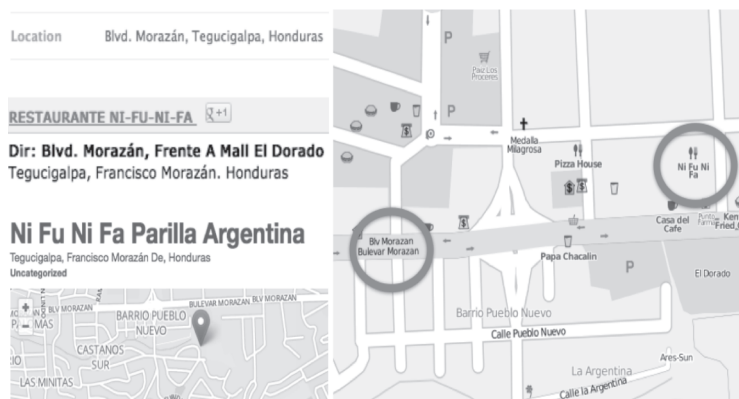 Location Blvd. Morazán, Tegucigalpa, Honduras
RESTAURANTE NI-FU-NI-FA +1
Dir: Blvd. Morazán, Frente A Mall El Dorado
Tegucigalpa, Francisco Morazán. Honduras
Ni Fu Ni Fa Parilla Argentina
Tegucigalpa, Francisco Morazán De, Honduras
Uncategorized
BLV MORAZAN
BULEVAR MORAZAN, BLV MORAZAN
BARRIO PUEBLO
NUEVO
CASTANOS
SUR
LAS MINITAS
P
Paiz Los
Proceres
P
Medalla
Milagrosa
Pizza House
Ni Fu Ni
Fa
Casa del
Cafe
Blv Morazan
Bulevar Morazan
Papa Chacalin
P
El Dorado
Barrio Pueblo Nuevo
Calle Pueblo Nuevo
Ares-Sun
La Argentina
Calle la Argentina